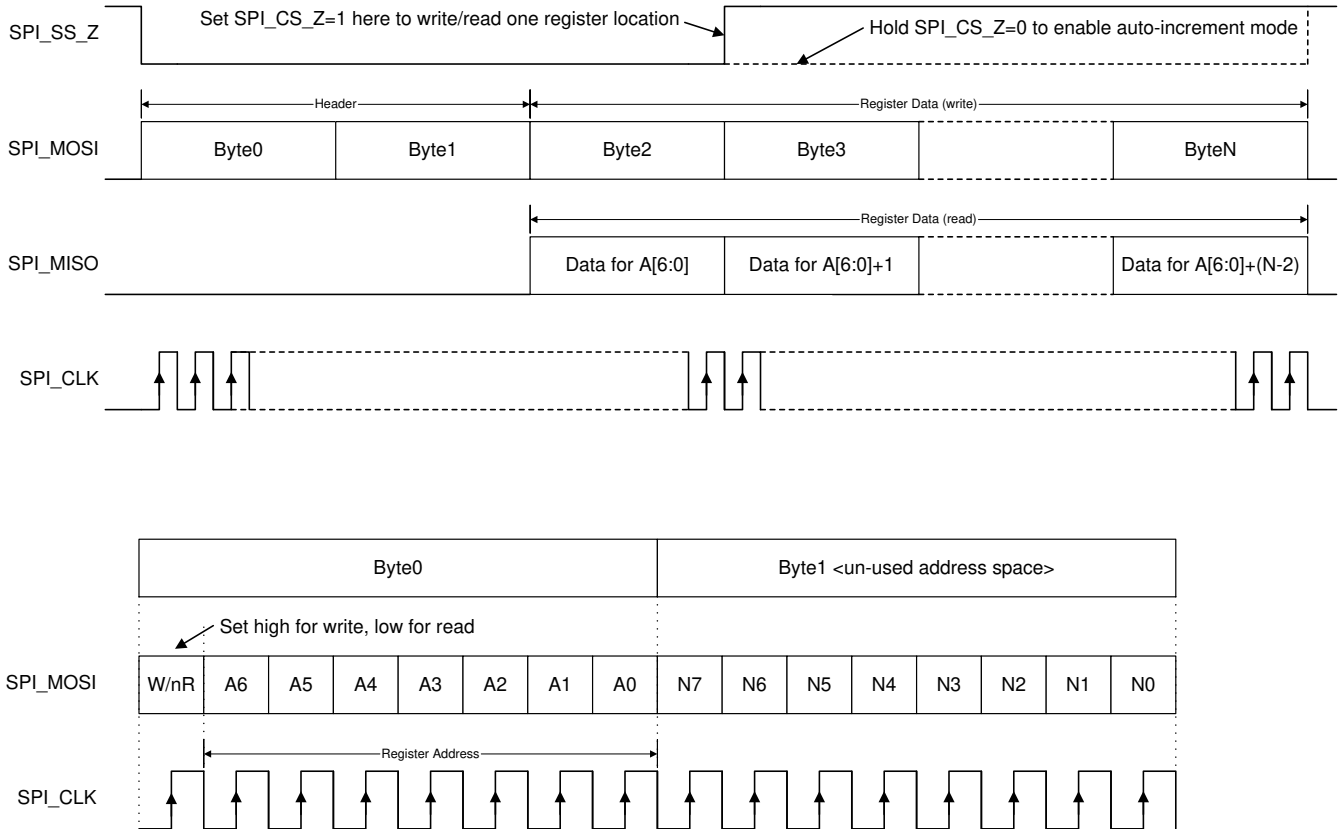 Set SPI_CS_Z=1 here to write/read one register location
SPI_SS_Z
Hold SPI_CS_Z=0 to enable auto-increment mode
Header
Register Data (write)
SPI_MOSI
Byte0
Byte1
Byte2
Byte3
ByteN
Register Data (read)
SPI_MISO
Data for A[6:0]
Data for A[6:0]+1
Data for A[6:0]+(N-2)
SPI_CLK
Byte0
Byte1 <un-used address space>
Set high for write, low for read
SPI_MOSI
W/nR
A6
A5
A4
A3
A2
A1
A0
N7
N6
N5
N4
N3
N2
N1
N0
Register Address
SPI_CLK